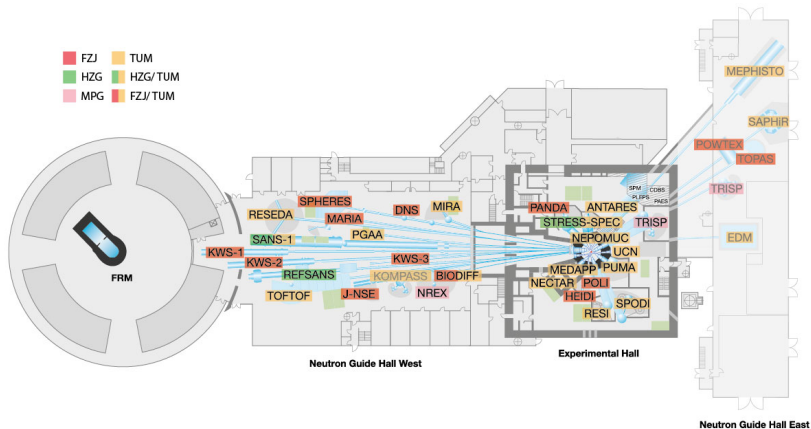 FZJ
TUM
HZG
HZG/ TUM
MPG
FZJ/ TUM
MEPHISTO
SAPHiR
POWTEX
TOPAS
TRISP
EDM
SPM
COBS
PLEPS
PAES
SPHERES
RESEDA
MARIA
DNS
MIRA
PANDA
ANTARES
STRESS-SPEC
TRISP
SANS-1
PGAA
NEPOMUC
KWS-1
KWS-2
KWS-3
UCN
REFSANS
KOMPASS
BIODIFF
MEDAPP
PUMA
TOFTOF
J-NSE
NREX
NECTAR
POLI
HEIDI
SPODI
RESI
FRM
Neutron Guide Hall West
Experimental Hall
Neutron Guide Hall East